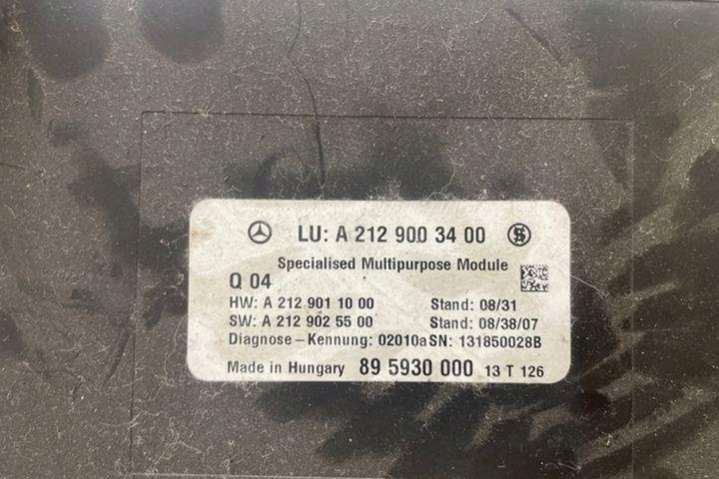 LU: A 212 900 34 00
Specialised Multipurpose Module
Q 04
HW: A 212 901 10 00 Stand: 08/31
SW: A 212 902 55 00 Stand: 08/38/07
Diagnose – Kennung: 02010a SN: 131850028B
Made in Hungary 89 5930 000 13 T 126